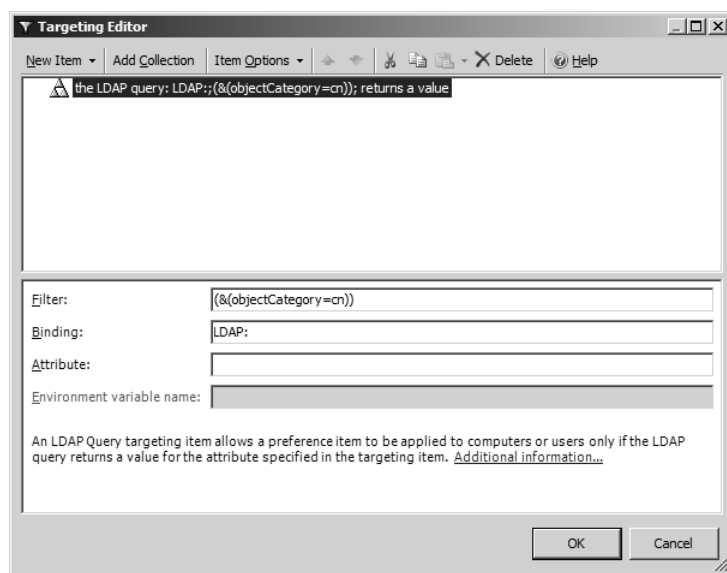 Targeting Editor
New Item Add Collection Item Options Delete Help
the LDAP query: LDAP:;(&(objectCategory=cn)); returns a value
Filter: (&(objectCategory=cn))
Binding: LDAP:
Attribute:
Environment variable name:
An LDAP Query targeting item allows a preference item to be applied to computers or users only if the LDAP
query returns a value for the attribute specified in the targeting item. Additional information...
OK Cancel